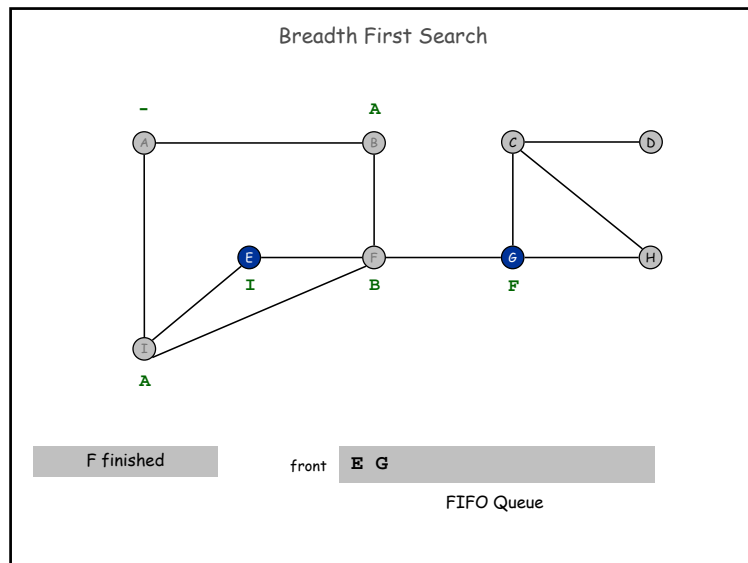 Breadth First Search
- A
A B C D
E F G H
I B F
I
A
F finished
front E G
FIFO Queue